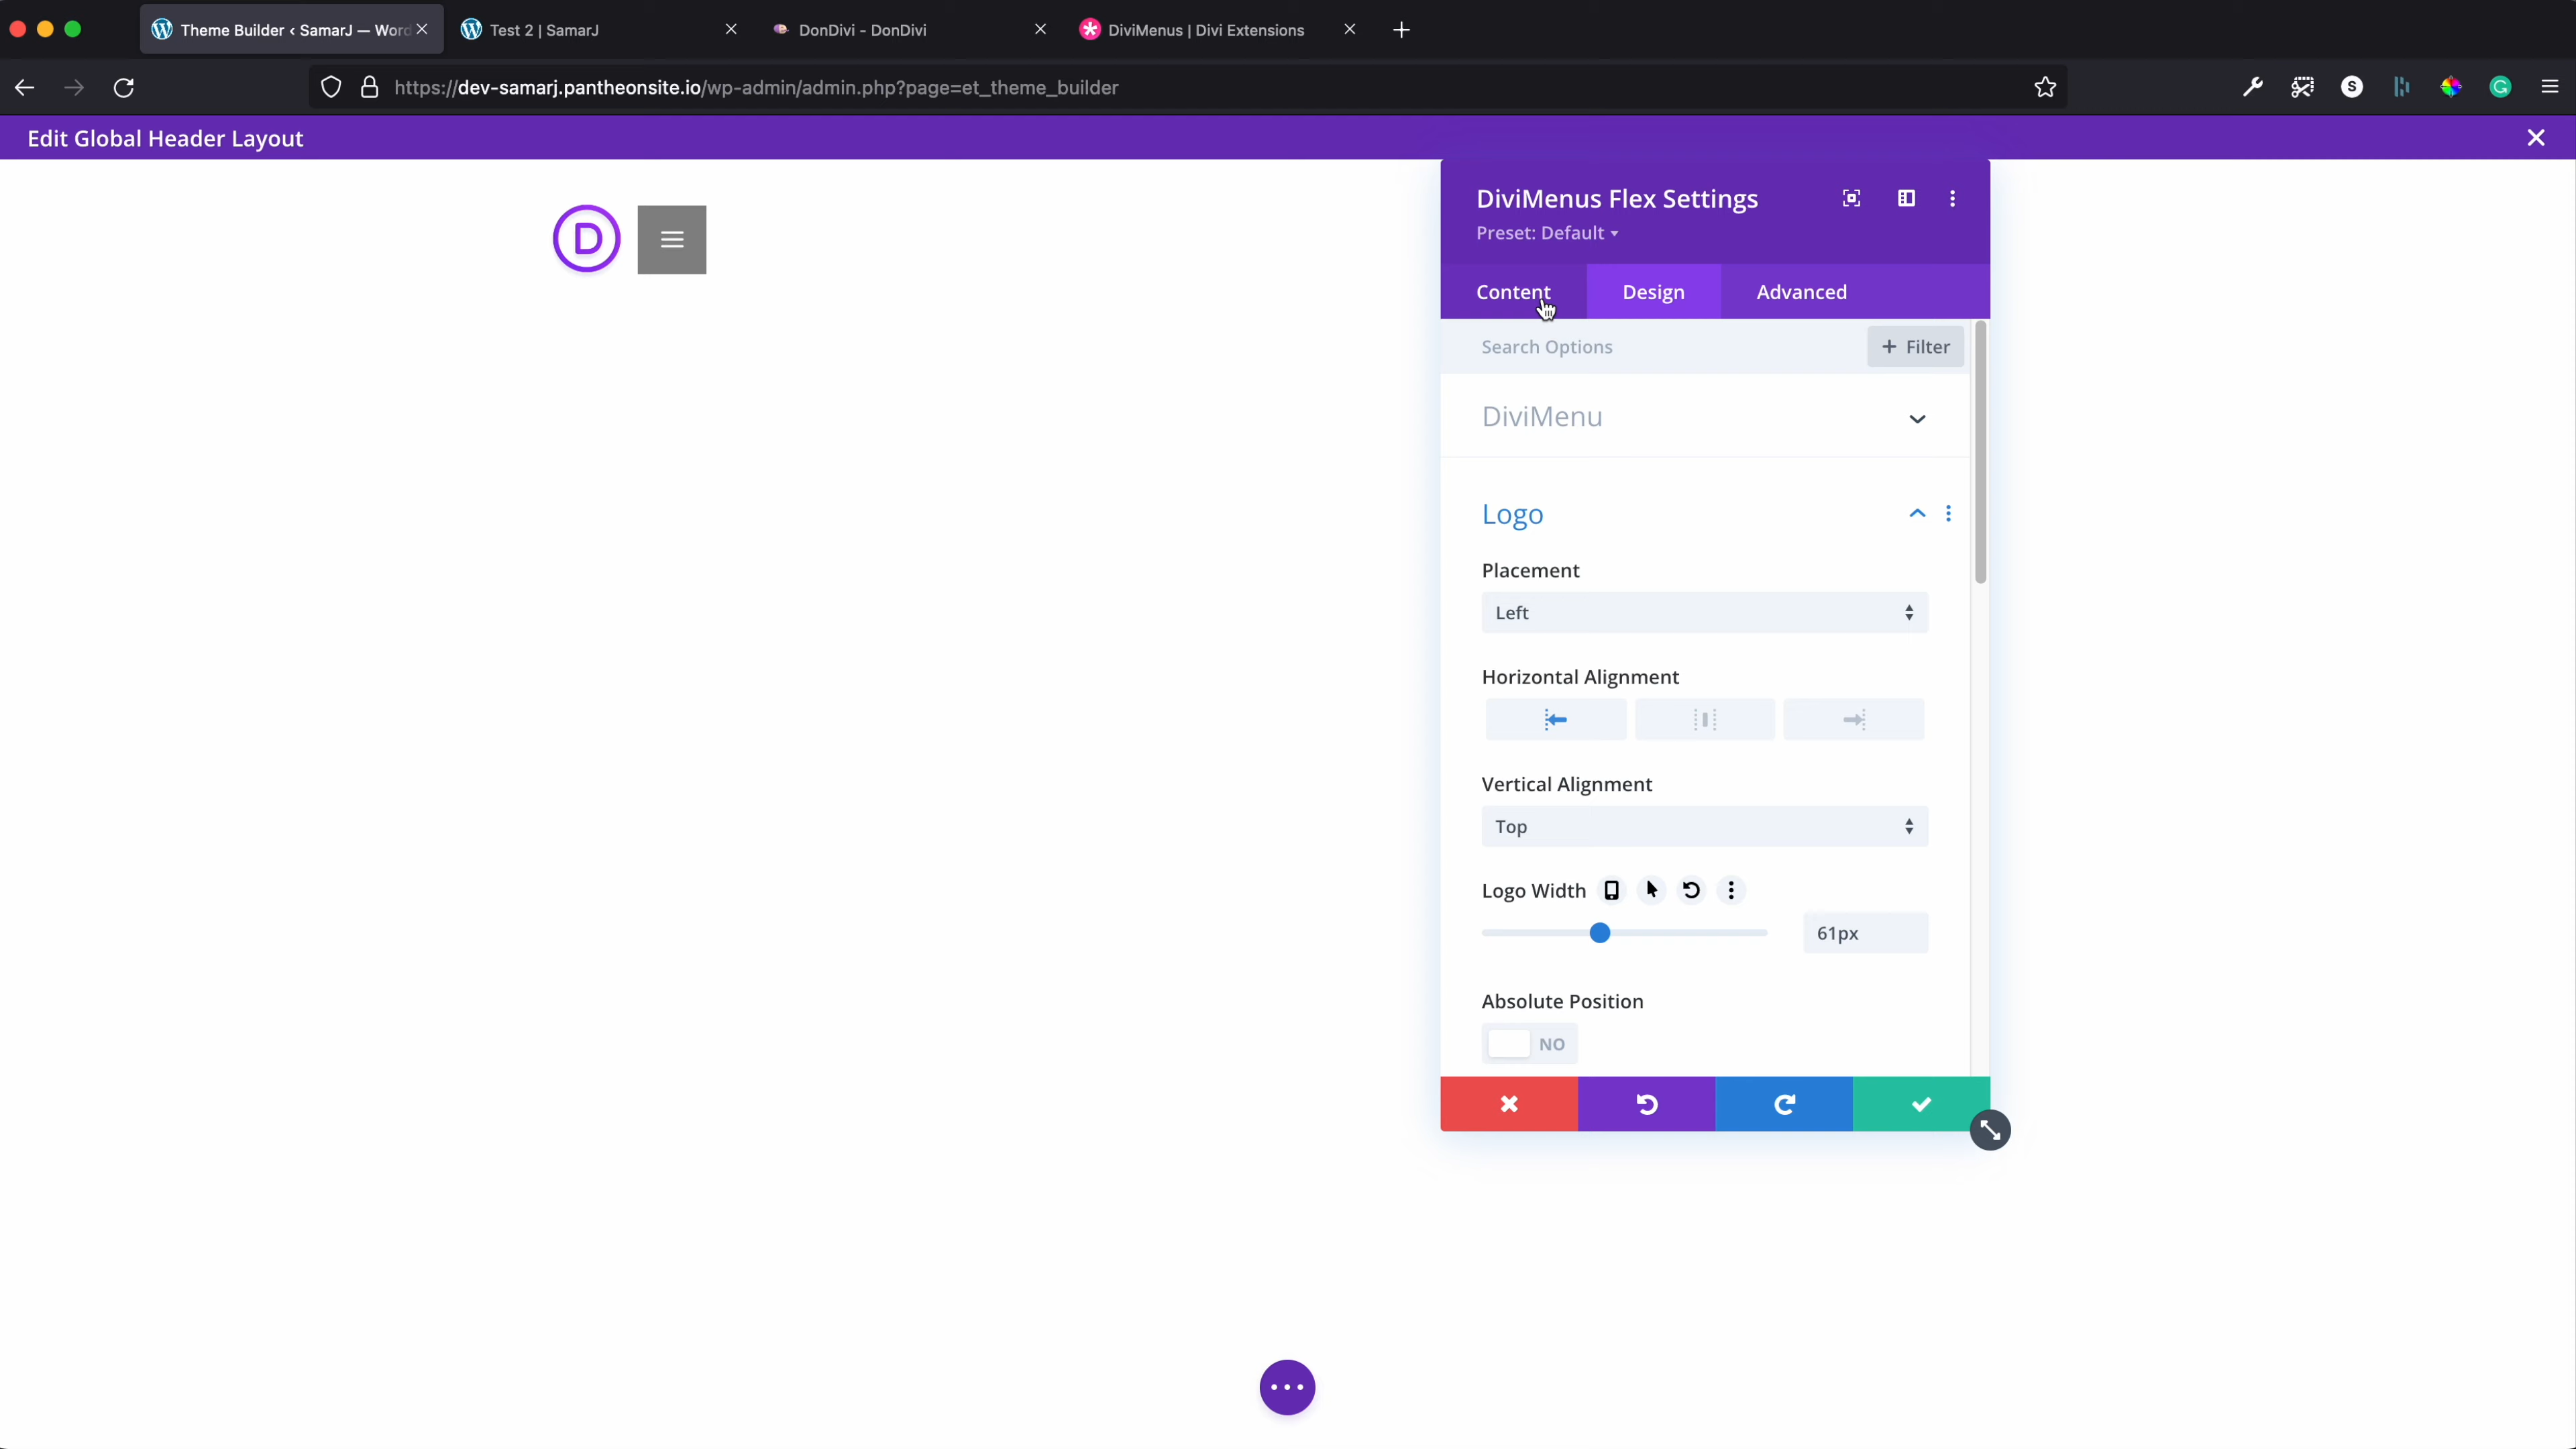 Theme Builder ‹ SamarJ — Word
Test 2 | SamarJ
DonDivi - DonDivi
DiviMenus | Divi Extensions
https://dev-samarj.pantheonsite.io/wp-admin/admin.php?page=et_theme_builder
S
G
Edit Global Header Layout
D
DiviMenus Flex Settings
Preset: Default
Content
Design
Advanced
Search Options
+ Filter
DiviMenu
Logo
Placement
Left
Horizontal Alignment
Vertical Alignment
Top
Logo Width
61px
Absolute Position
NO